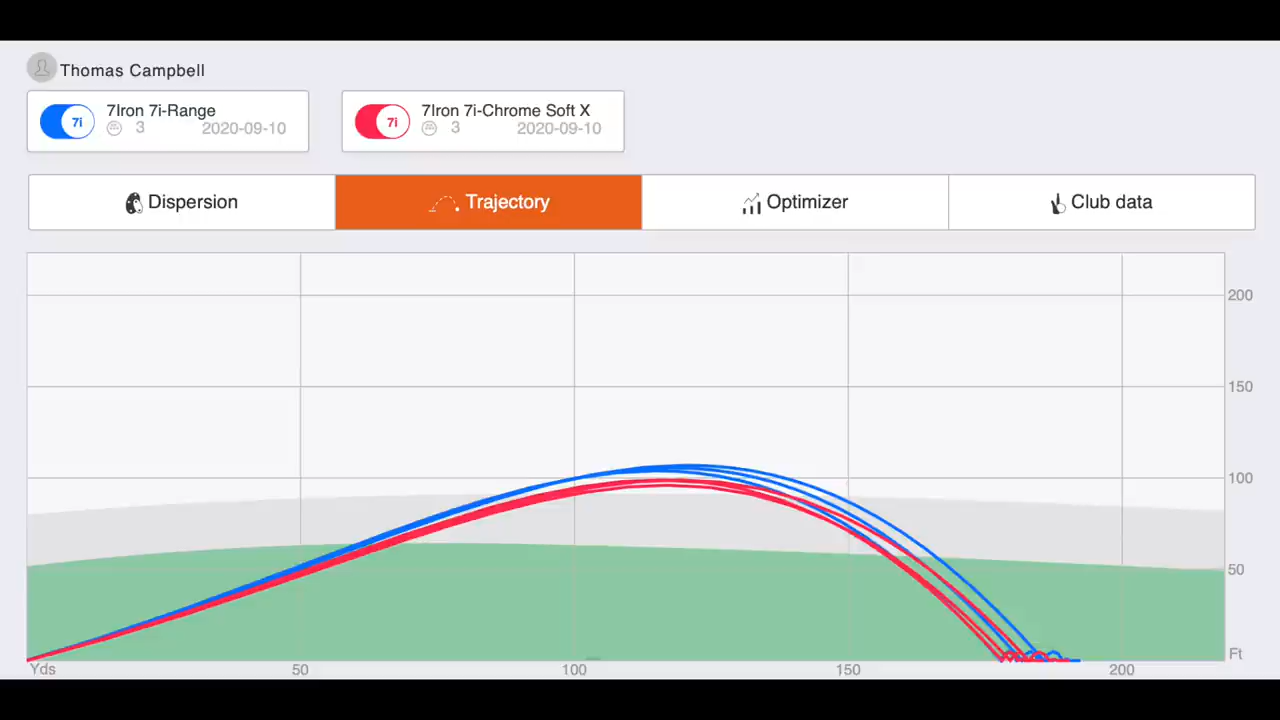 Thomas Campbell
7i
7Iron 7i-Range
3 2020-09-10
7i
7Iron 7i-Chrome Soft X
3 2020-09-10
Dispersion
Trajectory
Optimizer
Club data
200
150
100
50
Ft
Yds
50
100
150
200